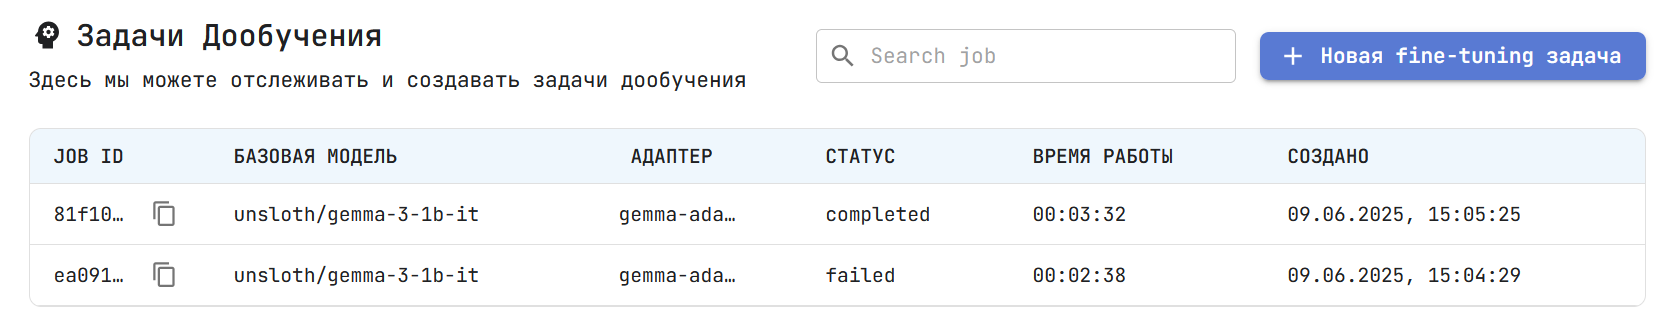 Задачи Дообучения
Здесь мы можете отслеживать и создавать задачи дообучения
Search job
Новая fine-tuning задача
JOB ID БАЗОВАЯ МОДЕЛЬ АДАПТЕР СТАТУС ВРЕМЯ РАБОТЫ СОЗДАНО
81f10… unsloth/gemma-3-1b-it gemma-ada… completed 00:03:32 09.06.2025, 15:05:25
ea091… unsloth/gemma-3-1b-it gemma-ada… failed 00:02:38 09.06.2025, 15:04:29